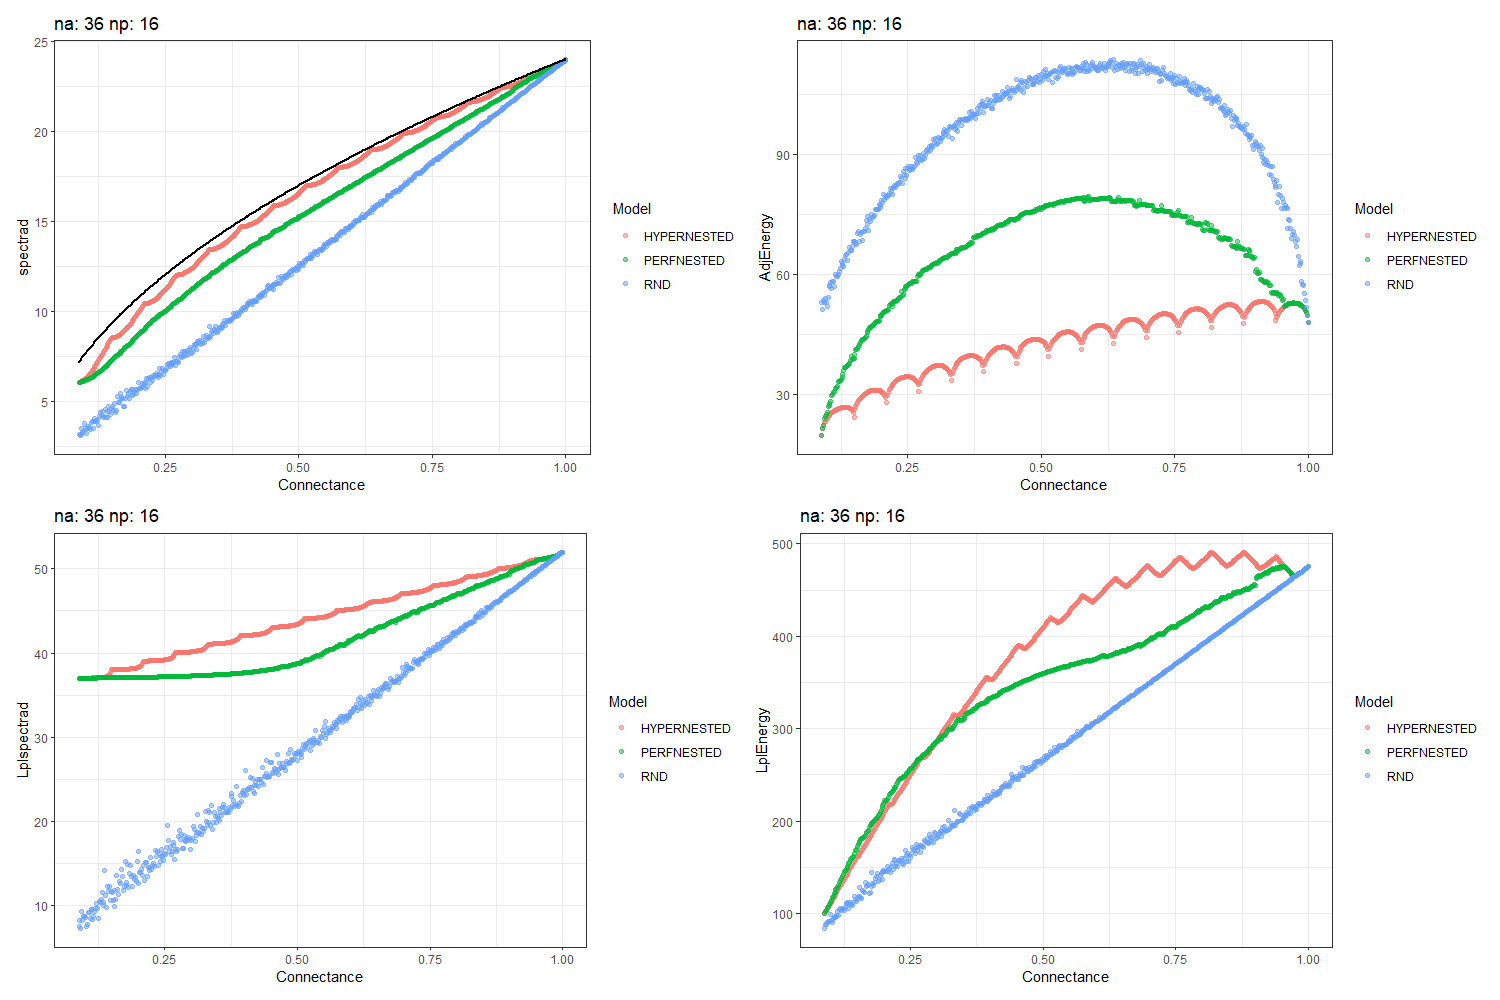 na: 36 np: 16
25
20
15
10
5
spectrad
0.25 0.50 0.75 1.00
Connectance
Model
HYPERNESTED
PERFNESTED
RND
na: 36 np: 16
90
60
30
AdjEnergy
0.25 0.50 0.75 1.00
Connectance
Model
HYPERNESTED
PERFNESTED
RND
na: 36 np: 16
50
40
30
20
10
Lplspectrad
0.25 0.50 0.75 1.00
Connectance
Model
HYPERNESTED
PERFNESTED
RND
na: 36 np: 16
500
400
300
200
100
LplEnergy
0.25 0.50 0.75 1.00
Connectance
Model
HYPERNESTED
PERFNESTED
RND